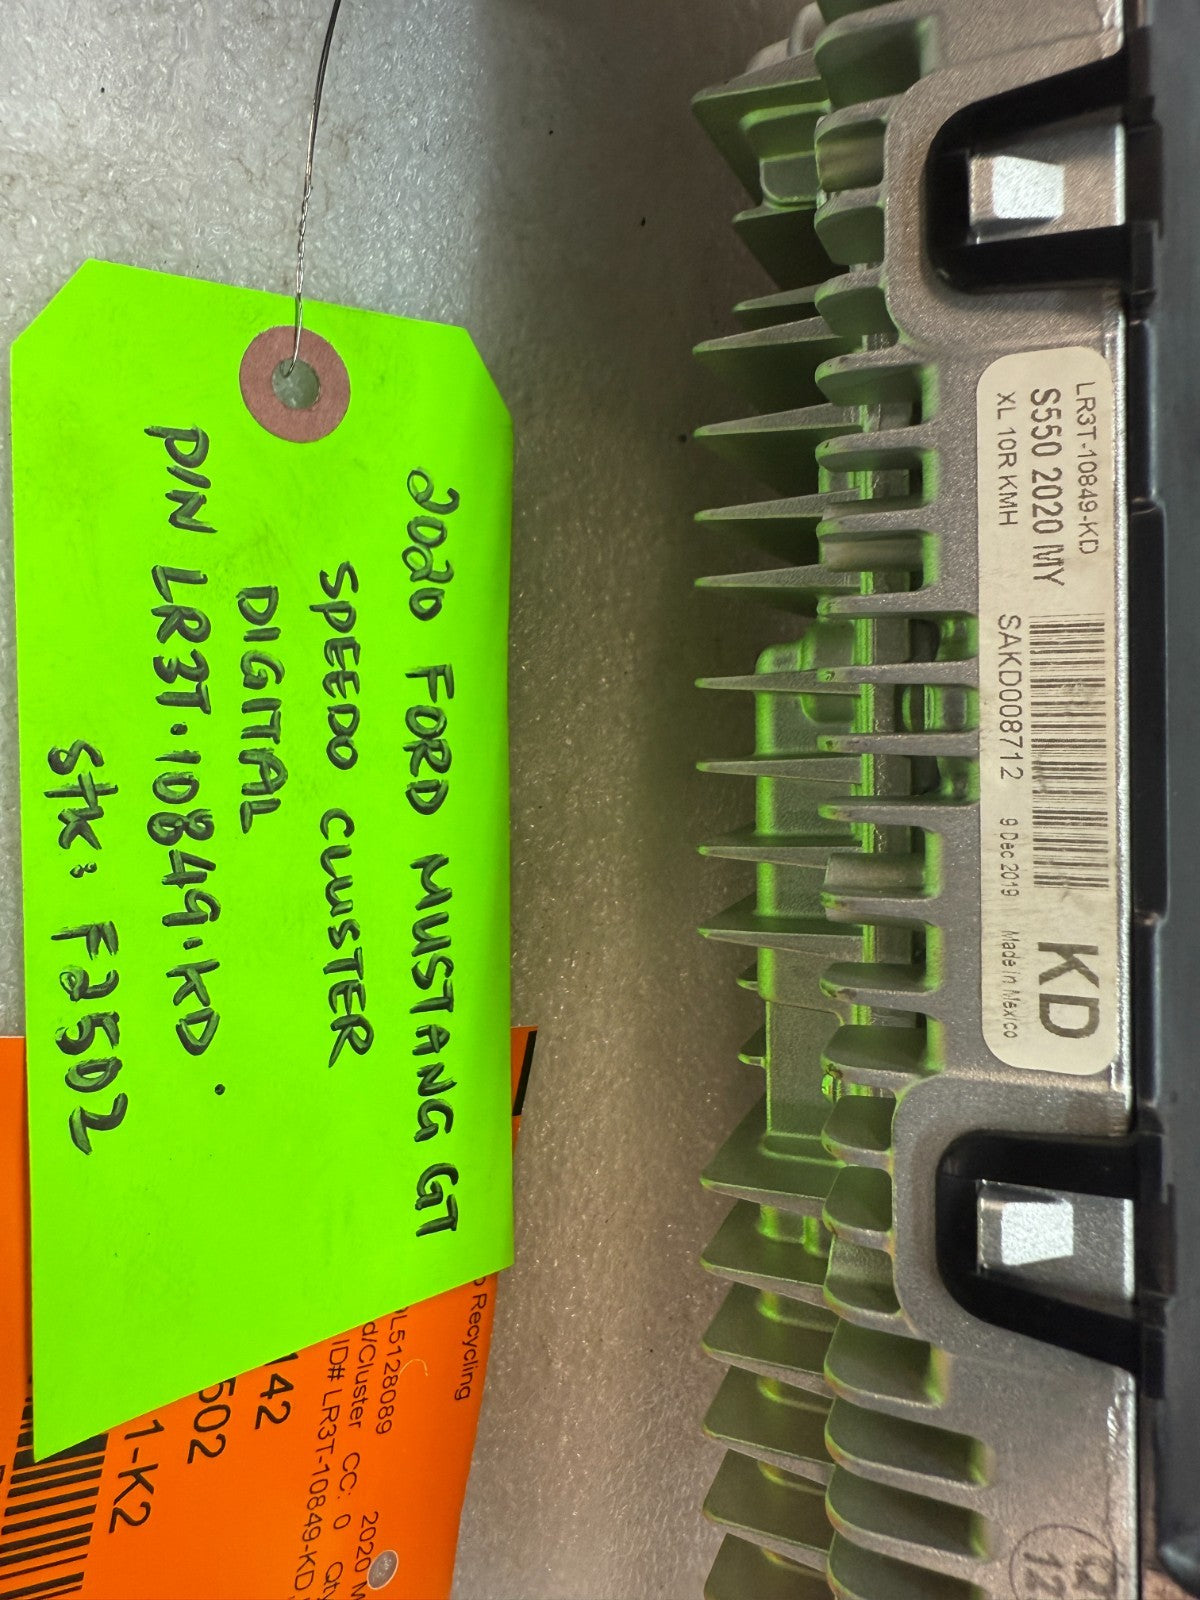 2020 FORD MUSTANG GT
SPEEDO CLUSTER
DIGITAL
P/N LR3T-10849-KD.
Stk: F2502
LR3T-10849-KD
S550 2020 MY
XL 10R KMH
SAKD008712
9 Dec 2019
Made in Mexico
KD
Recycling
L5128089
2020
d/Cluster CC: 0
ID# LR3T-10849-KD
142
502
1-K2
12